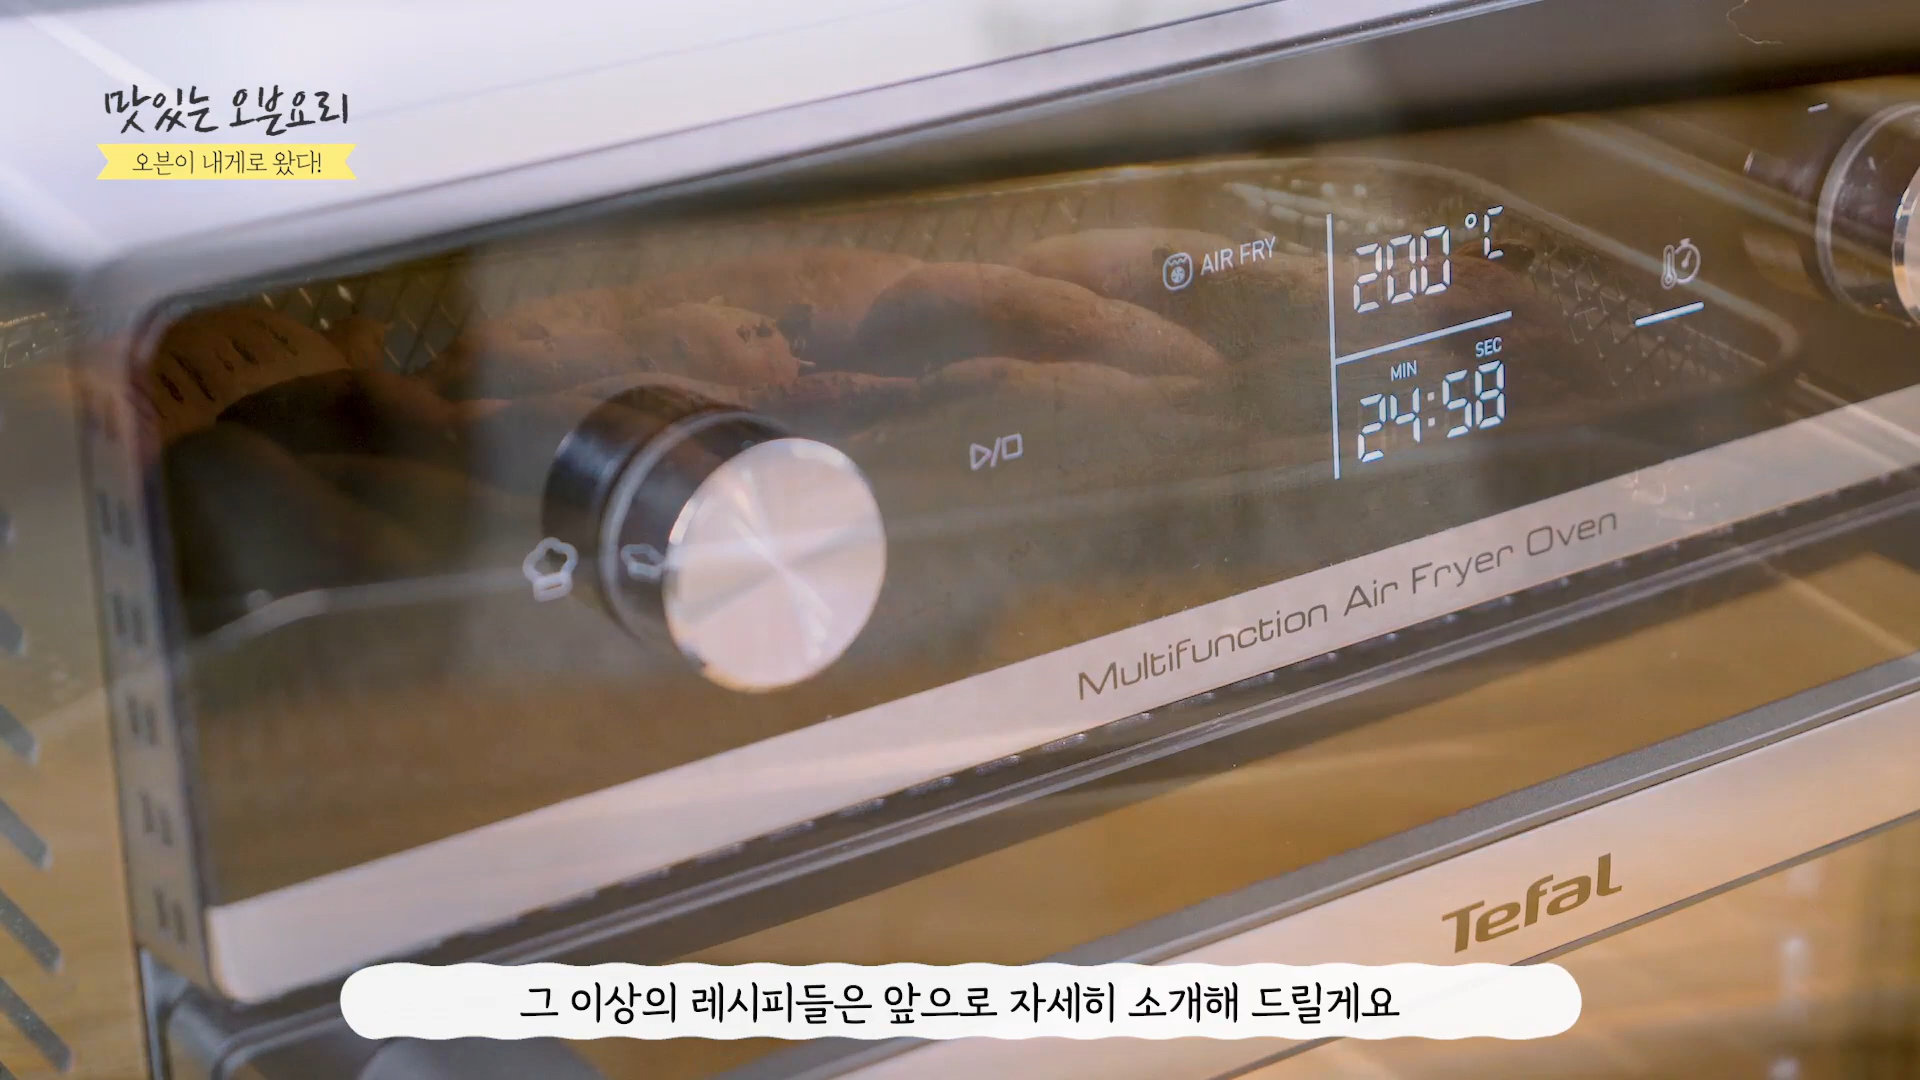 맛있는 오분요리
오븐이 내게로 왔다!
AIR FRY
200 °C
MIN SEC
24:58
Multifunction Air Fryer Oven
Tefal
그 이상의 레시피들은 앞으로 자세히 소개해 드릴게요